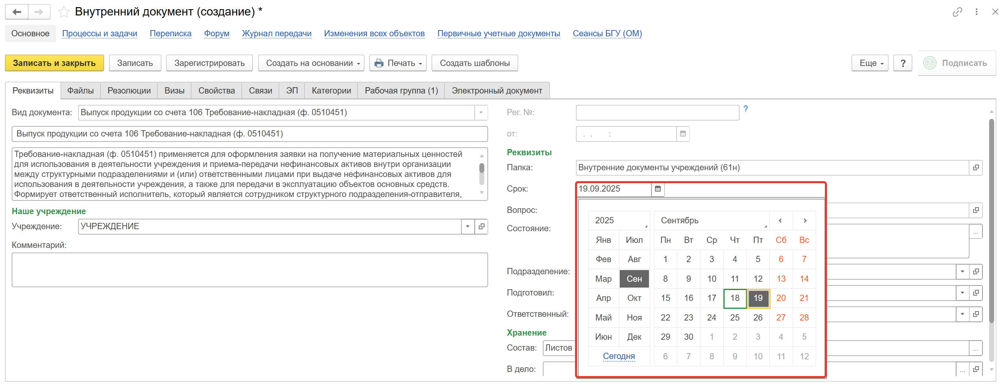 Внутренний документ (создание) *
Основное Процессы и задачи Переписка Форум Журнал передачи Изменения всех объектов Первичные учетные документы Сеансы БГУ (ОМ)
Записать и закрыть Записать Зарегистрировать Создать на основании Печать Создать шаблоны Еще ? Подписать
Реквизиты Файлы Резолюции Визы Свойства Связи ЭП Категории Рабочая группа (1) Электронный документ
Вид документа: Выпуск продукции со счета 106 Требование-накладная (ф. 0510451)
Выпуск продукции со счета 106 Требование-накладная (ф. 0510451)
Требование-накладная (ф. 0510451) применяется для оформления заявки на получение материальных ценностей
для использования в деятельности учреждения и приема-передачи нефинансовых активов внутри организации
между структурными подразделениями и (или) ответственными лицами при выдаче нефинансовых активов для
использования в деятельности учреждения, а также для передачи в эксплуатацию объектов основных средств.
Формирует ответственный исполнитель, который является сотрудником структурного подразделения-отправителя,
Наше учреждение
Учреждение: УЧРЕЖДЕНИЕ
Комментарий:
Рег. №: ?
от: . . :
Реквизиты
Папка: Внутренние документы учреждений (61н)
Срок: 19.09.2025
Вопрос:
Состояние: ...
Подразделение:
Подготовил:
Ответственный:
Хранение
Состав: Листов ...
В дело: ...
2025 Сентябрь
Янв Июл Пн Вт Ср Чт Пт Сб Вс
Фев Авг 1 2 3 4 5 6 7
Мар Сен 8 9 10 11 12 13 14
Апр Окт 15 16 17 18 19 20 21
Май Ноя 22 23 24 25 26 27 28
Июн Дек 29 30 1 2 3 4 5
Сегодня 6 7 8 9 10 11 12